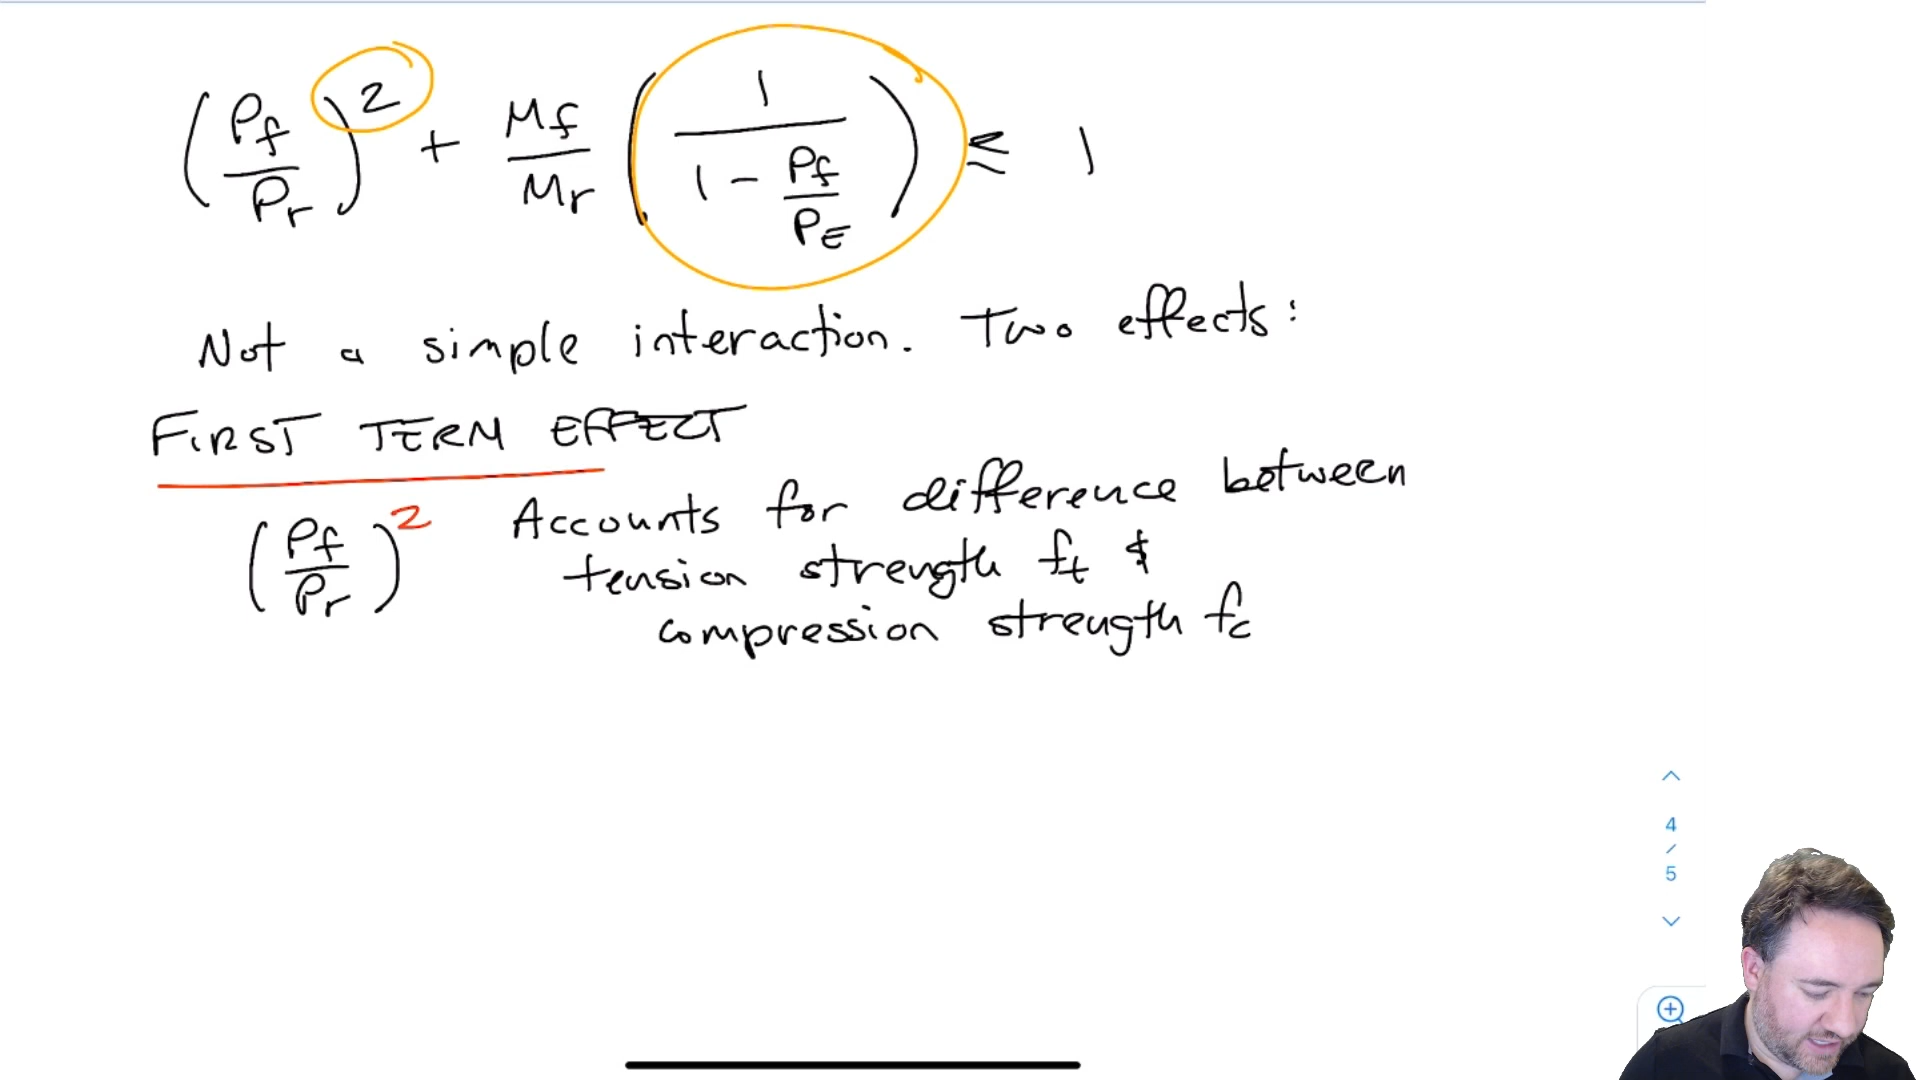 (Pf/Pr)² + Mf/Mr (1/(1 - Pf/PE)) ≤ 1
Not a simple interaction. Two effects:
FIRST TERM EFFECT
(Pf/Pr)² Accounts for difference between
tension strength ft &
compression strength fc
4
/
5